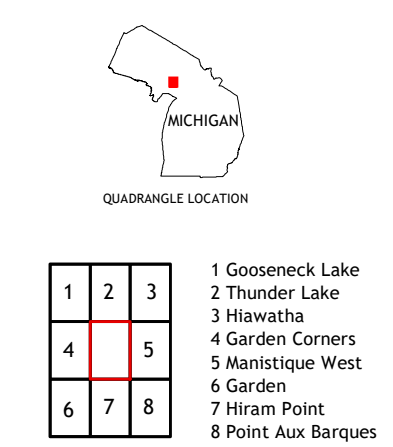 MICHIGAN
QUADRANGLE LOCATION
1 2 3
4 5
6 7 8
1 Gooseneck Lake
2 Thunder Lake
3 Hiawatha
4 Garden Corners
5 Manistique West
6 Garden
7 Hiram Point
8 Point Aux Barques